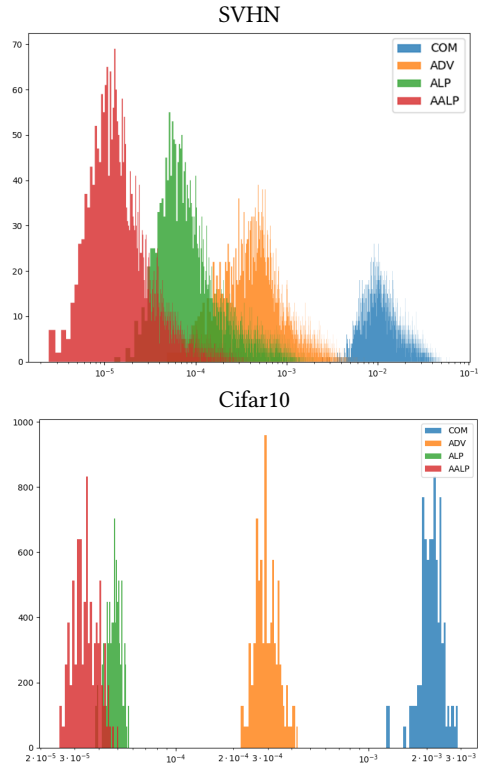 SVHN
70
60
50
40
30
20
10
0
COM
ADV
ALP
AALP
10⁻⁵ 10⁻⁴ 10⁻³ 10⁻² 10⁻¹
Cifar10
1000
800
600
400
200
0
COM
ADV
ALP
AALP
2·10⁻⁵ 3·10⁻⁵ 10⁻⁴ 2·10⁻⁴ 3·10⁻⁴ 10⁻³ 2·10⁻³ 3·10⁻³